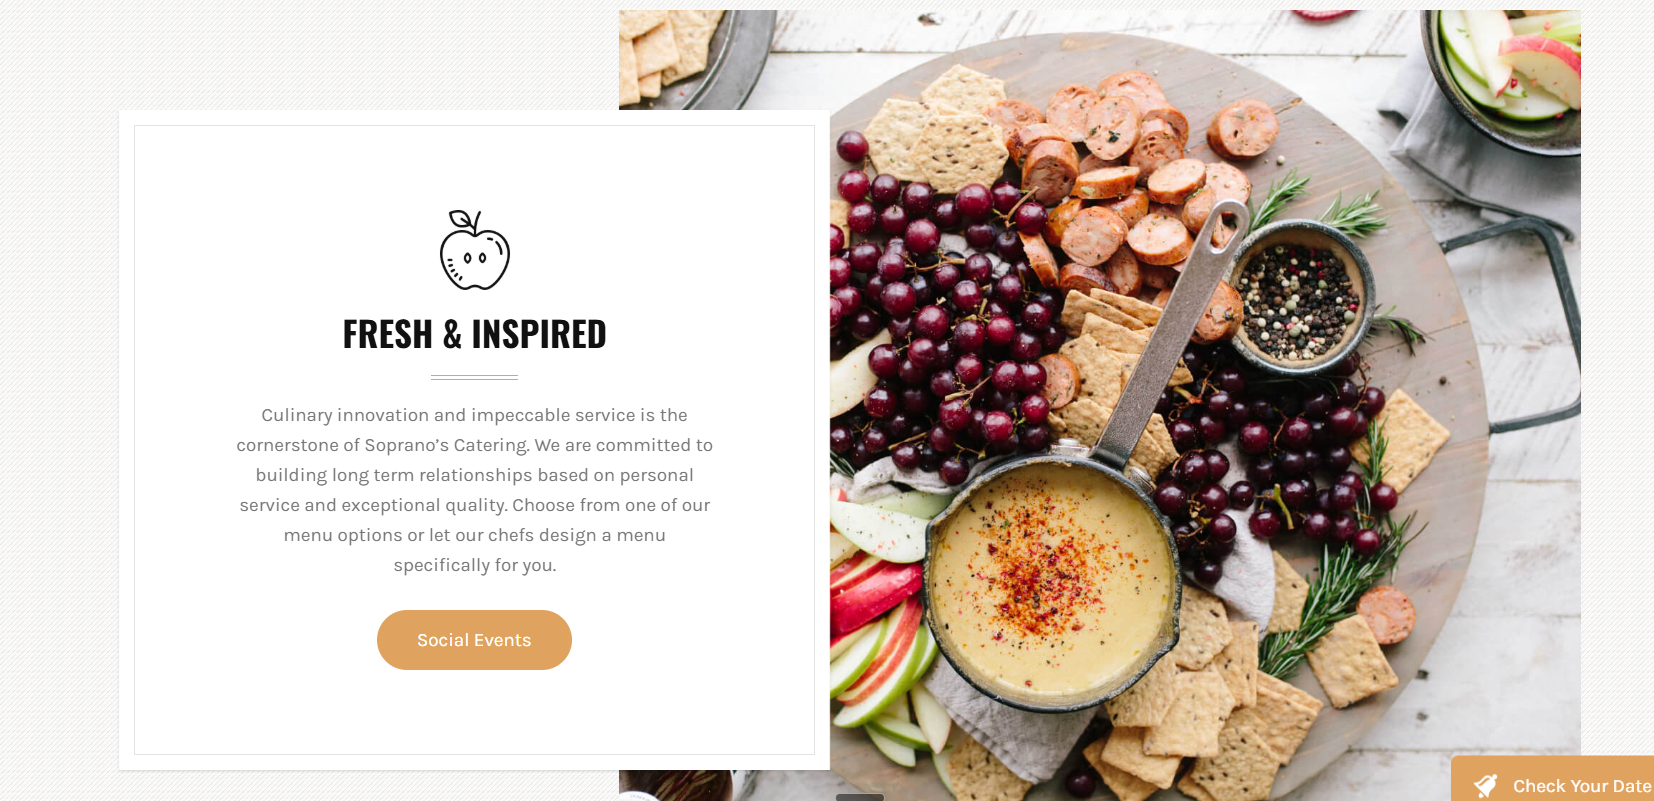 FRESH & INSPIRED
Culinary innovation and impeccable service is the
cornerstone of Soprano’s Catering. We are committed to
building long term relationships based on personal
service and exceptional quality. Choose from one of our
menu options or let our chefs design a menu
specifically for you.
Social Events
Check Your Date